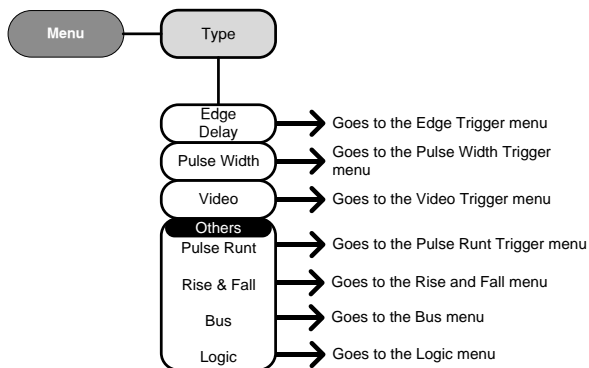 Menu
Type
Edge
Delay
Goes to the Edge Trigger menu
Pulse Width
Goes to the Pulse Width Trigger
menu
Video
Goes to the Video Trigger menu
Others
Pulse Runt
Goes to the Pulse Runt Trigger menu
Rise & Fall
Goes to the Rise and Fall menu
Bus
Goes to the Bus menu
Logic
Goes to the Logic menu